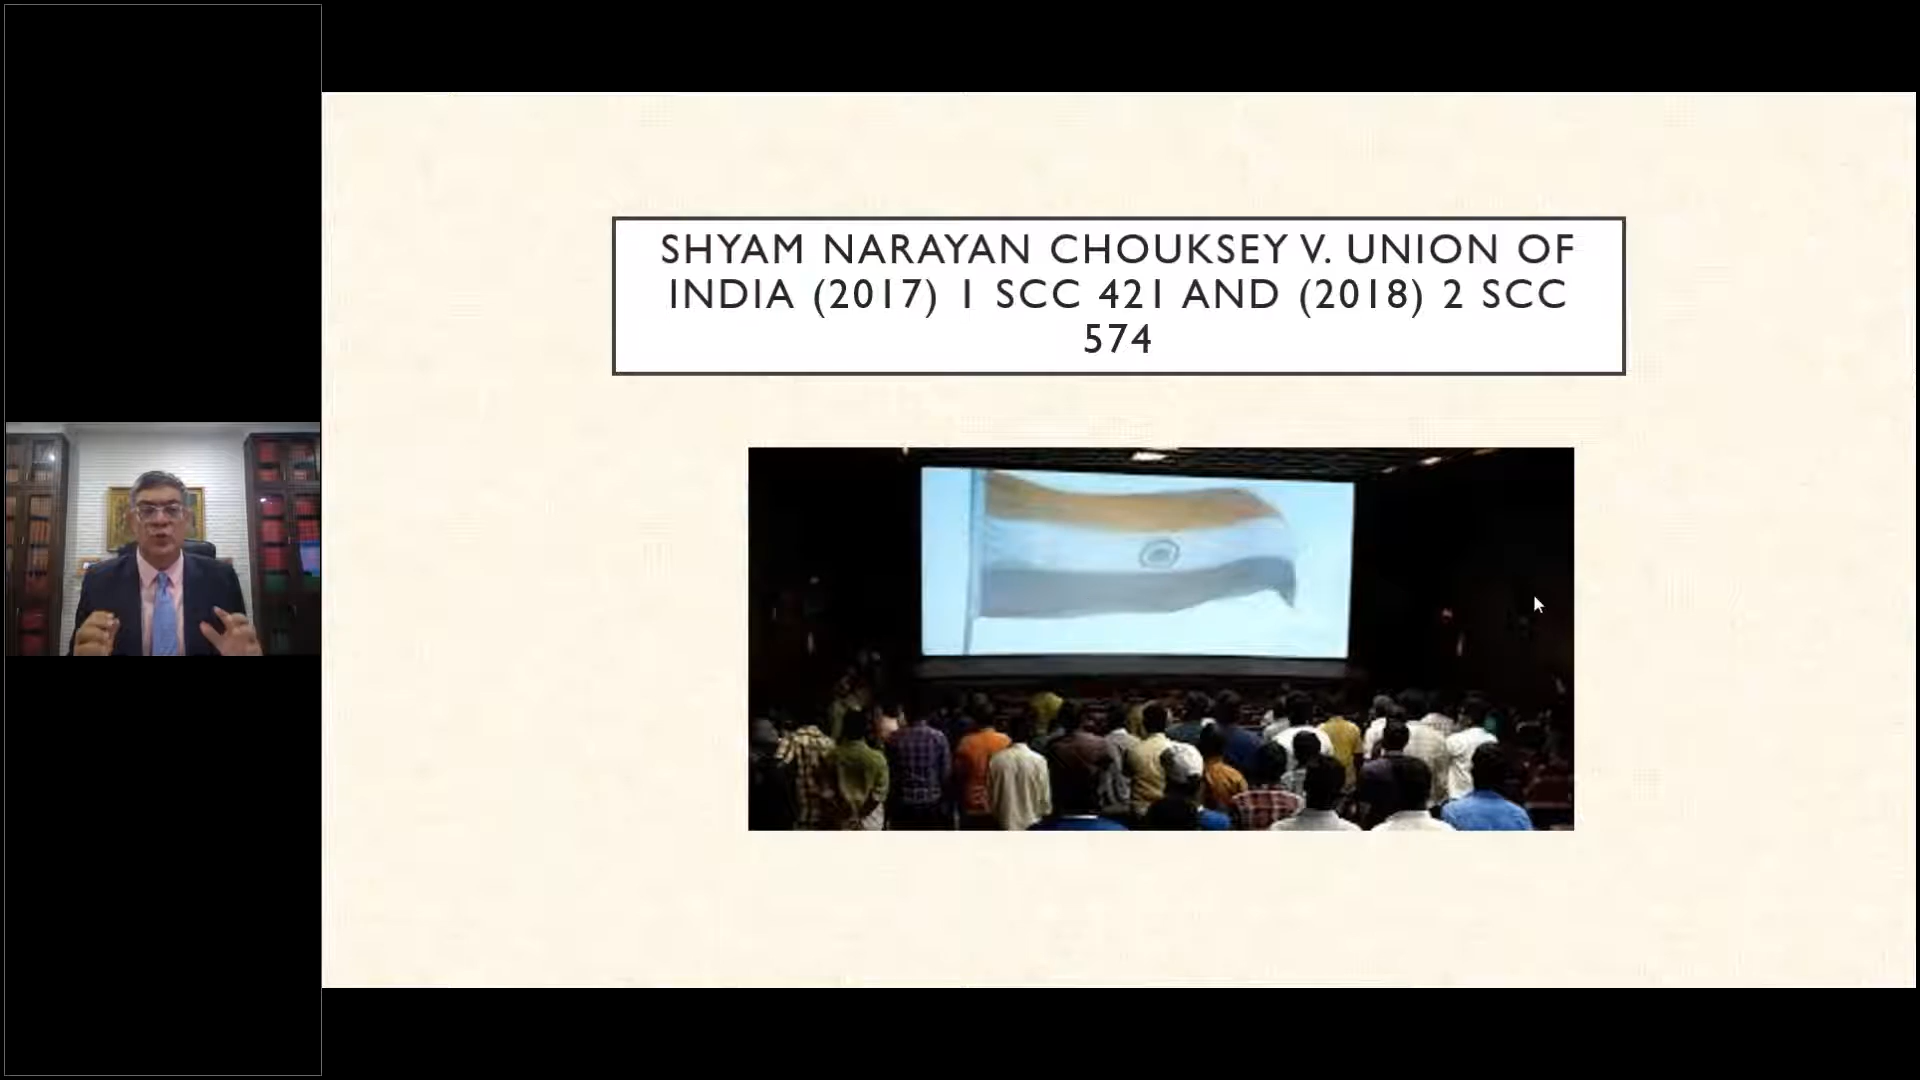 SHYAM NARAYAN CHOUKSEY V. UNION OF
INDIA (2017) 1 SCC 421 AND (2018) 2 SCC
574